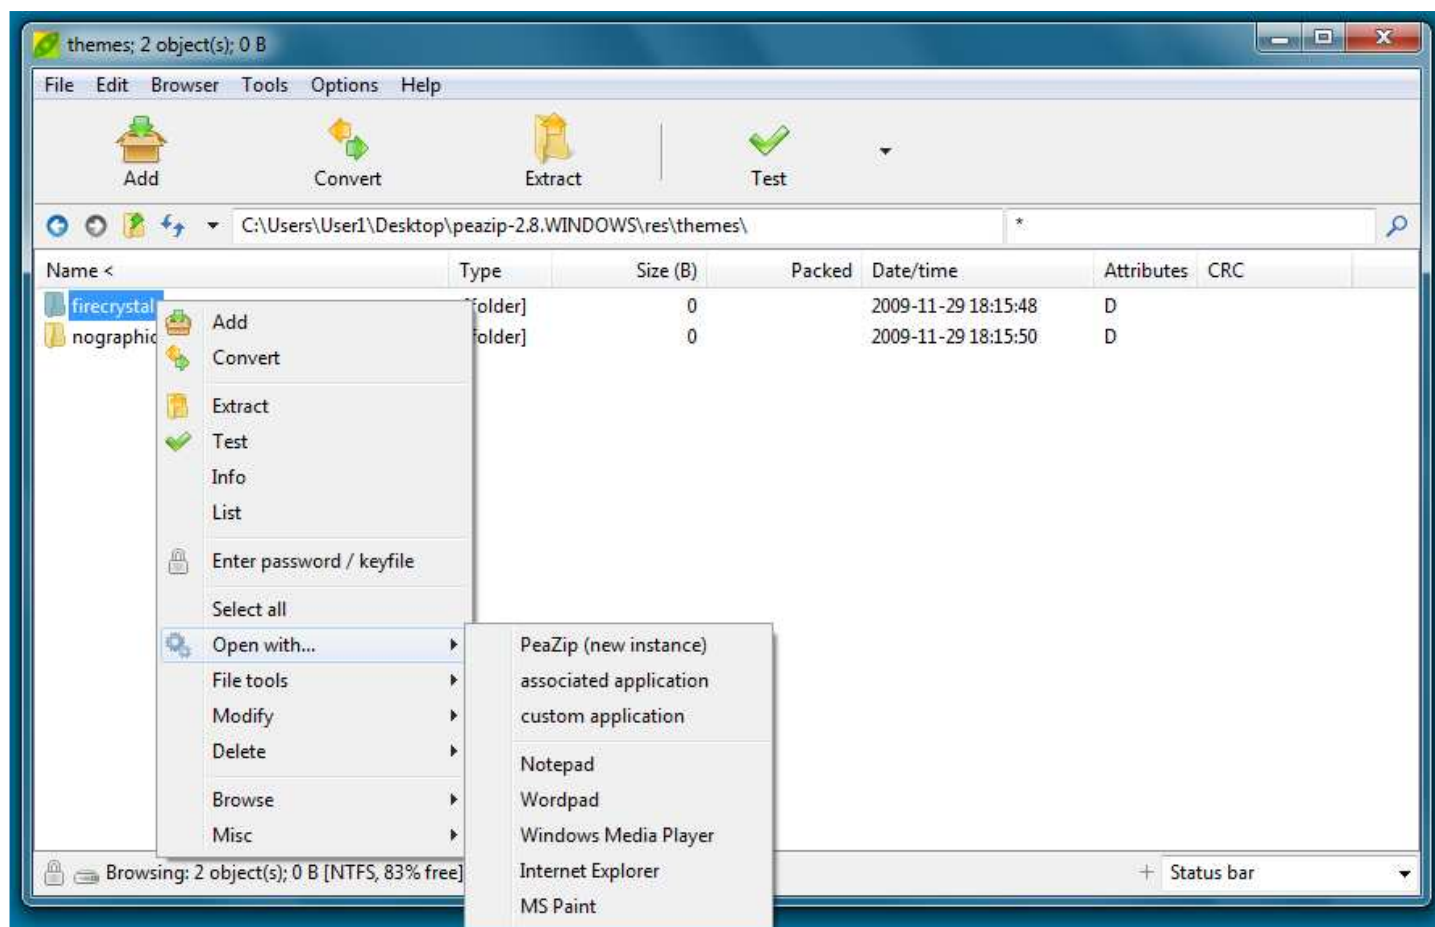 themes; 2 object(s); 0 B
File Edit Browser Tools Options Help
Add Convert Extract Test
C:\Users\User1\Desktop\peazip-2.8.WINDOWS\res\themes\ *
Name < Type Size (B) Packed Date/time Attributes CRC
firecrystal folder] 0 2009-11-29 18:15:48 D
nographic folder] 0 2009-11-29 18:15:50 D
Add
Convert
Extract
Test
Info
List
Enter password / keyfile
Select all
Open with...
File tools
Modify
Delete
Browse
Misc
PeaZip (new instance)
associated application
custom application
Notepad
Wordpad
Windows Media Player
Internet Explorer
MS Paint
Browsing: 2 object(s); 0 B [NTFS, 83% free]
+ Status bar